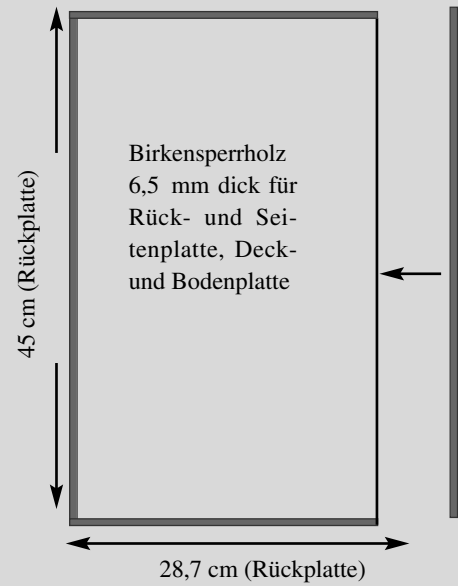 45 cm (Rückplatte)
Birkensperrholz
6,5 mm dick für
Rück- und Sei-
tenplatte, Deck-
und Bodenplatte
28,7 cm (Rückplatte)